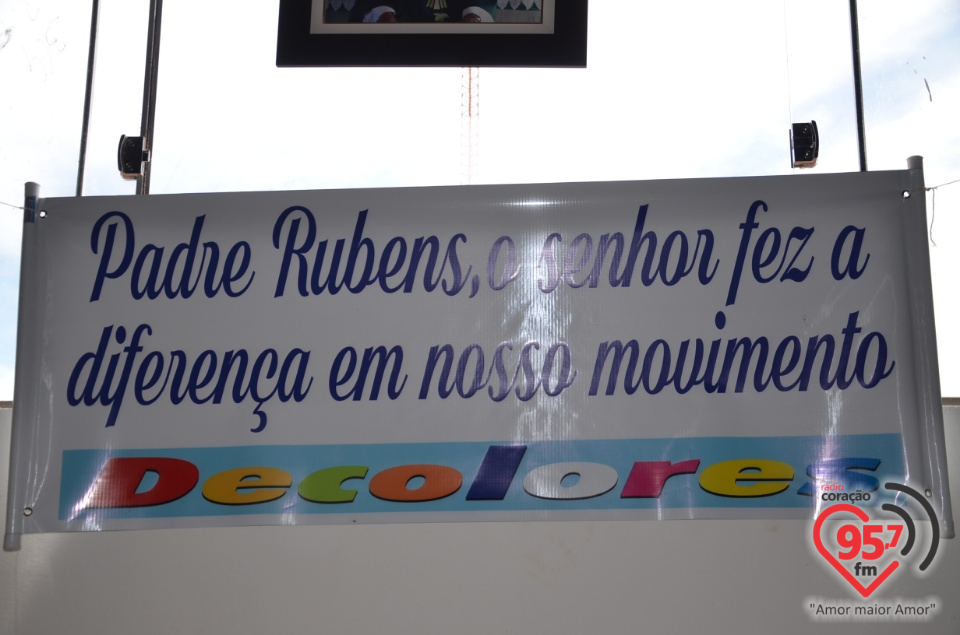 Padre Rubens, o senhor fez a
diferença em nosso movimento
Decolores
rádio
coração
95,7
fm
"Amor maior Amor"